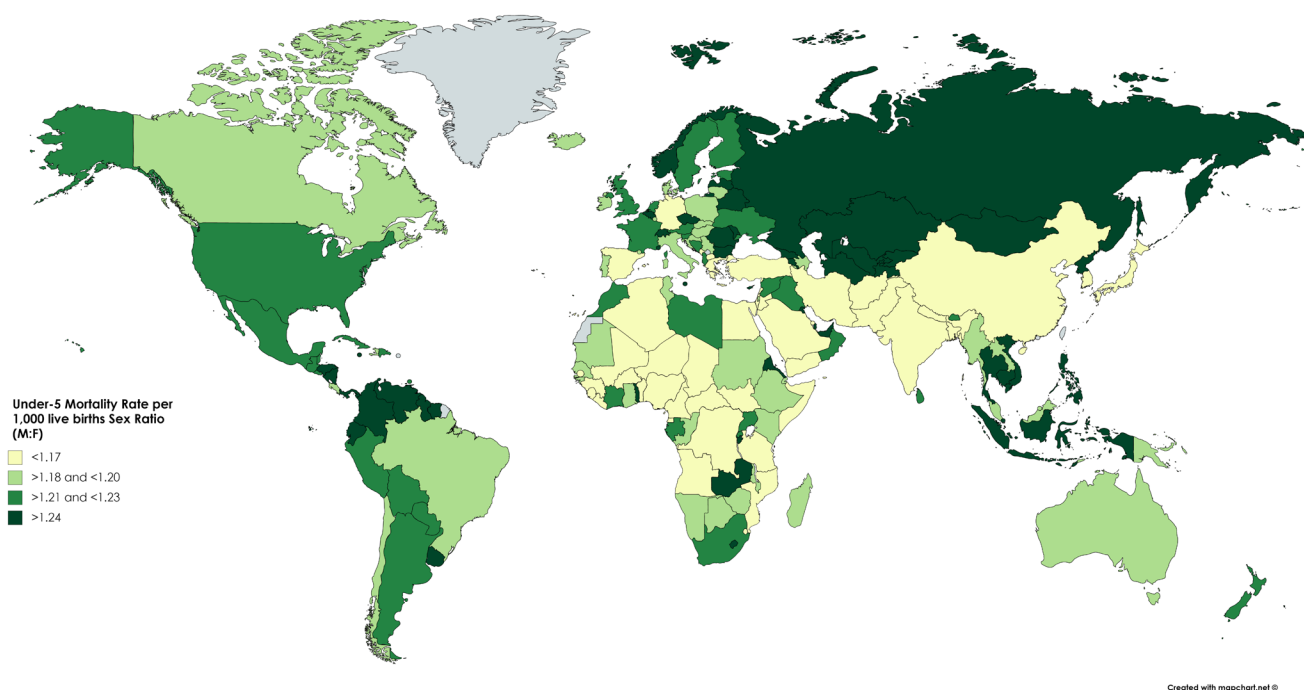 Under-5 Mortality Rate per
1,000 live births Sex Ratio
(M:F)
<1.17
>1.18 and <1.20
>1.21 and <1.23
>1.24
Created with mapchart.net ©